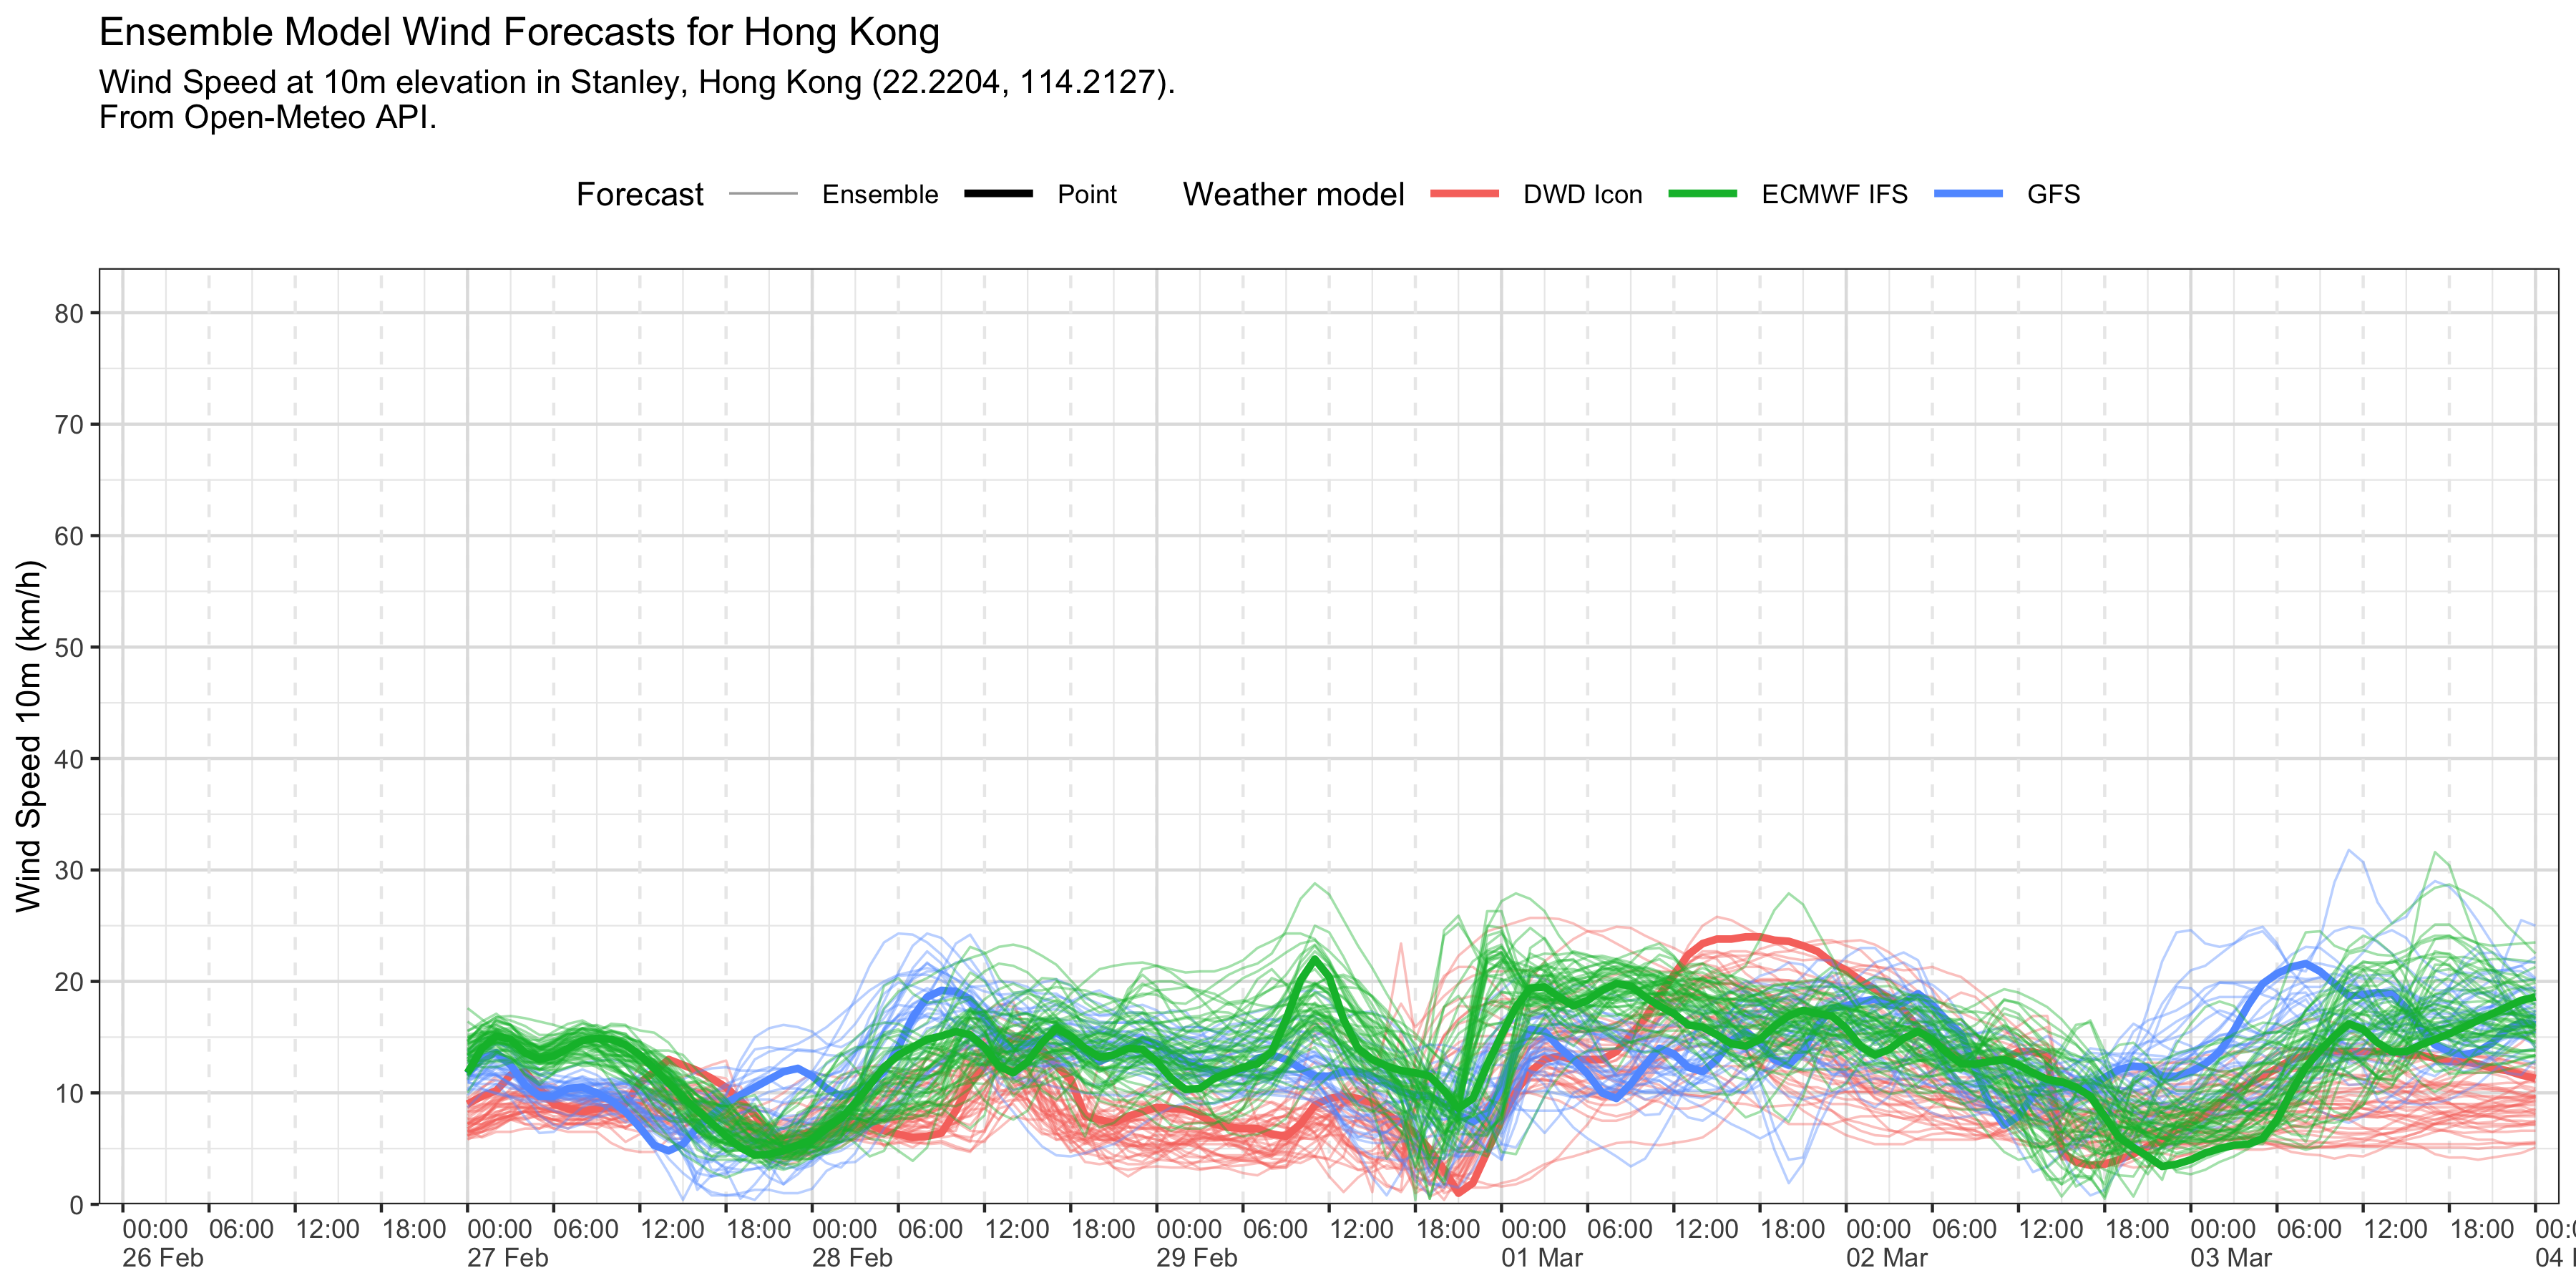 Ensemble Model Wind Forecasts for Hong Kong
Wind Speed at 10m elevation in Stanley, Hong Kong (22.2204, 114.2127).
From Open-Meteo API.
Forecast Ensemble Point Weather model DWD Icon ECMWF IFS GFS
Wind Speed 10m (km/h)
80
70
60
50
40
30
20
10
0
00:00 06:00 12:00 18:00 00:00 06:00 12:00 18:00 00:00 06:00 12:00 18:00 00:00 06:00 12:00 18:00 00:00 06:00 12:00 18:00 00:00 06:00 12:00 18:00 00:00 06:00 12:00 18:00
26 Feb 27 Feb 28 Feb 29 Feb 01 Mar 02 Mar 03 Mar 04